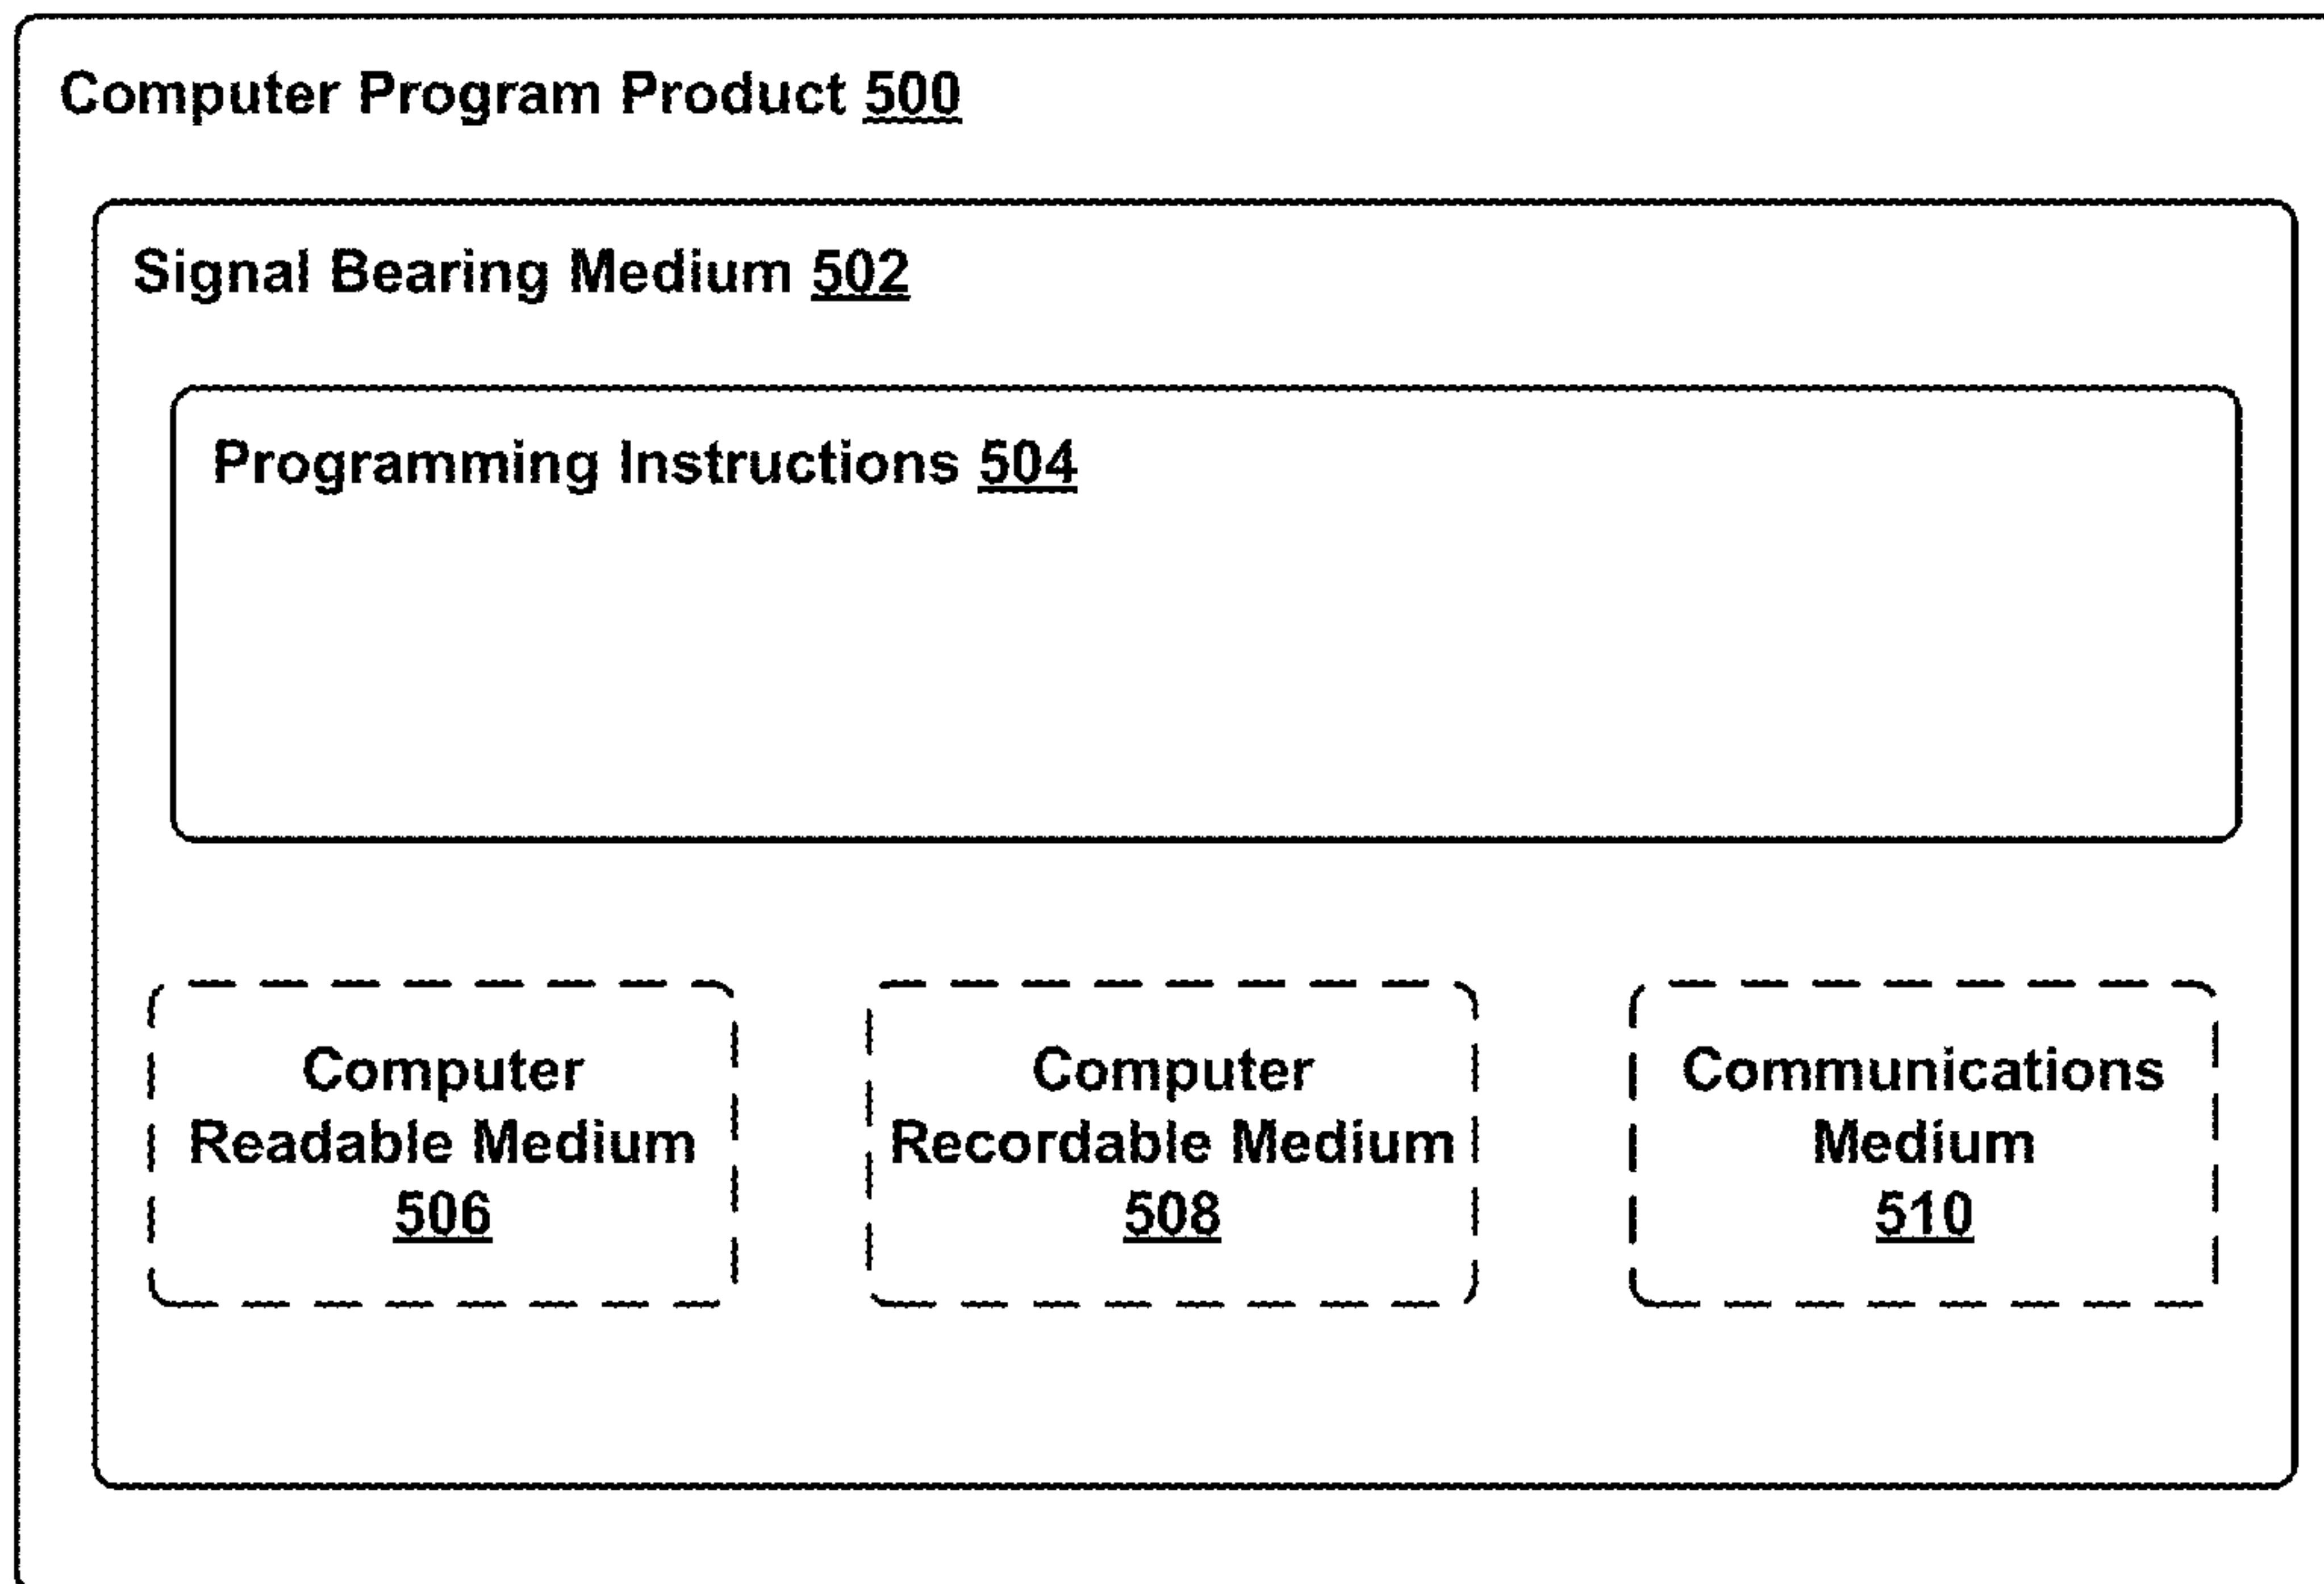 Computer Program Product 500
Signal Bearing Medium 502
Programming Instructions 504
Computer
Readable Medium
506
Computer
Recordable Medium
508
Communications
Medium
510